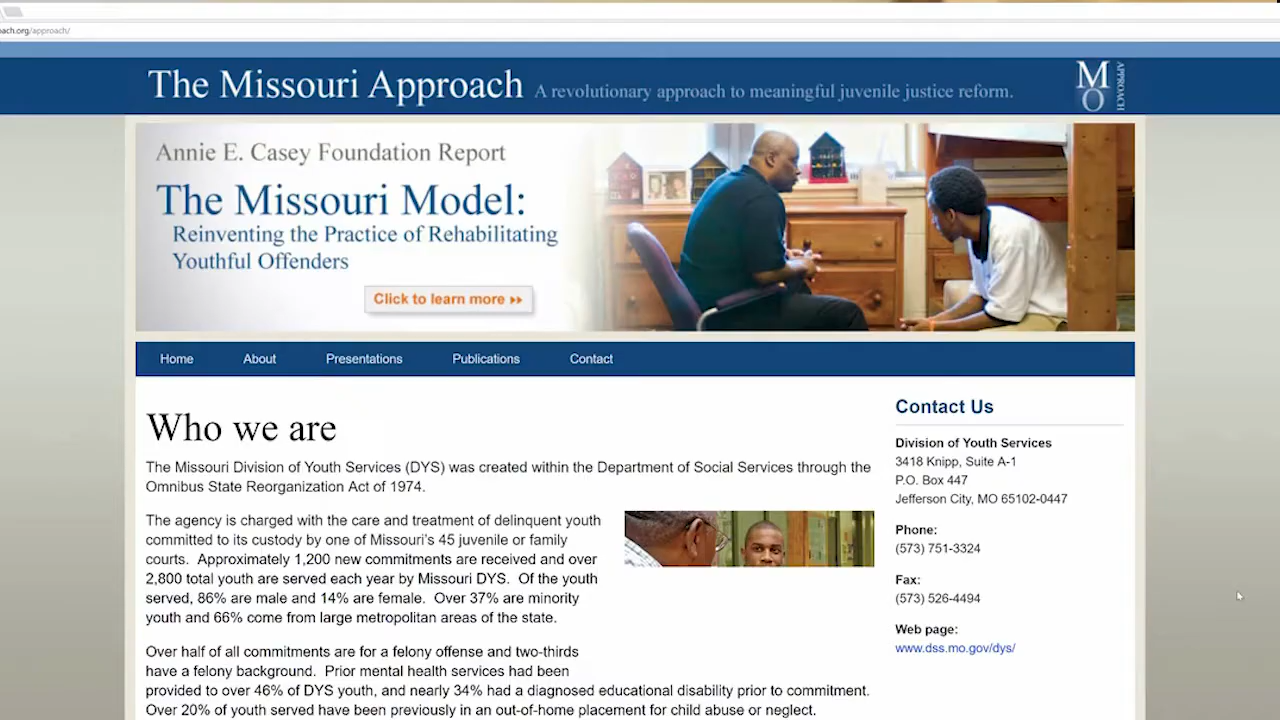 oach.org/approach/
The Missouri Approach A revolutionary approach to meaningful juvenile justice reform.
MO APPROACH
Annie E. Casey Foundation Report
The Missouri Model:
Reinventing the Practice of Rehabilitating
Youthful Offenders
Click to learn more
Home About Presentations Publications Contact
Who we are
The Missouri Division of Youth Services (DYS) was created within the Department of Social Services through the
Omnibus State Reorganization Act of 1974.
The agency is charged with the care and treatment of delinquent youth
committed to its custody by one of Missouri's 45 juvenile or family
courts. Approximately 1,200 new commitments are received and over
2,800 total youth are served each year by Missouri DYS. Of the youth
served, 86% are male and 14% are female. Over 37% are minority
youth and 66% come from large metropolitan areas of the state.
Over half of all commitments are for a felony offense and two-thirds
have a felony background. Prior mental health services had been
provided to over 46% of DYS youth, and nearly 34% had a diagnosed educational disability prior to commitment.
Over 20% of youth served have been previously in an out-of-home placement for child abuse or neglect.
Contact Us
Division of Youth Services
3418 Knipp, Suite A-1
P.O. Box 447
Jefferson City, MO 65102-0447
Phone:
(573) 751-3324
Fax:
(573) 526-4494
Web page:
www.dss.mo.gov/dys/